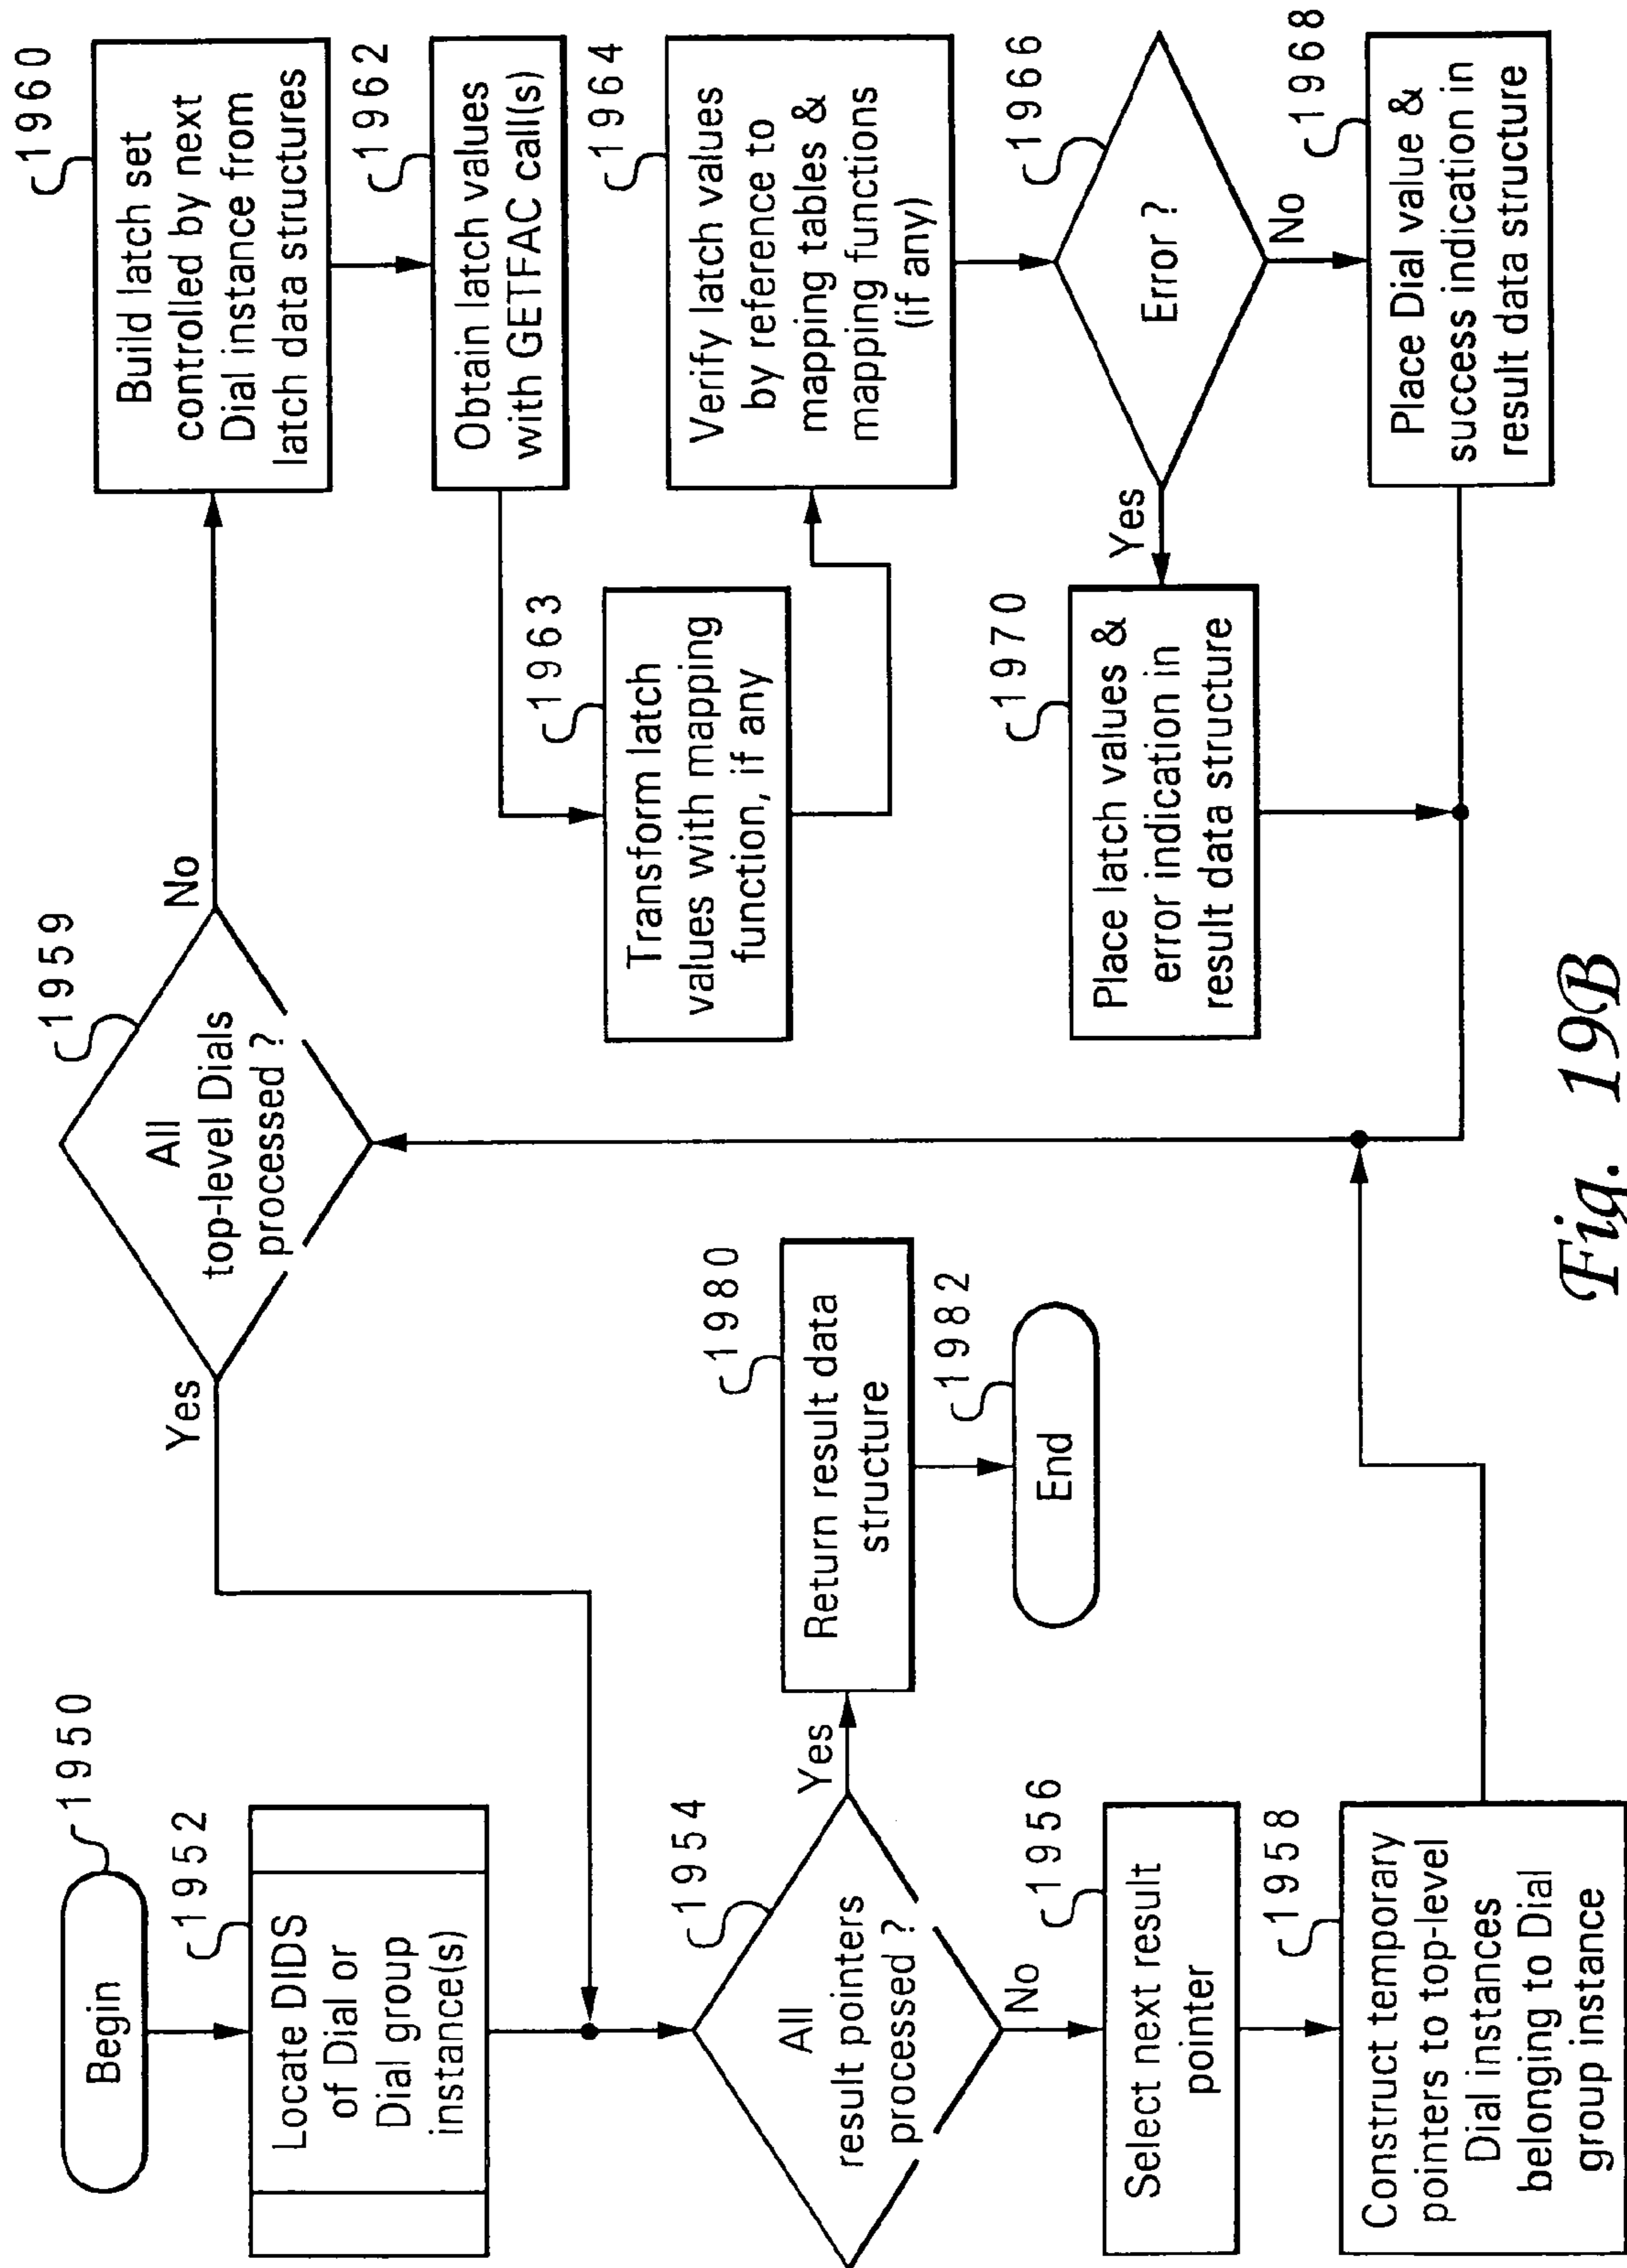 Begin
1950
Locate DIDS
of Dial or
Dial group
instance(s)
1952
All
result pointers
processed ?
1954
Yes
No
Select next result
pointer
1956
Construct temporary
pointers to top-level
Dial instances
belonging to Dial
group instance
1958
Return result data
structure
1980
End
1982
All
top-level Dials
processed ?
1959
Yes
No
Build latch set
controlled by next
Dial instance from
latch data structures
1960
Obtain latch values
with GETFAC call(s)
1962
Transform latch
values with mapping
function, if any
1963
Verify latch values
by reference to
mapping tables &
mapping functions
(if any)
1964
Error ?
1966
Yes
No
Place latch values &
error indication in
result data structure
1970
Place Dial value &
success indication in
result data structure
1968
Fig. 19B